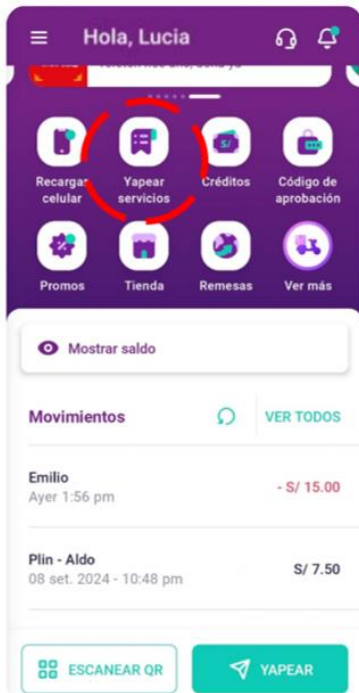 Hola, Lucia
Recargar celular
Yapear servicios
Créditos
Código de aprobación
Promos
Tienda
Remesas
Ver más
Mostrar saldo
Movimientos
VER TODOS
Emilio
Ayer 1:56 pm
- S/ 15.00
Plin - Aldo
08 set. 2024 - 10:48 pm
S/ 7.50
ESCANEAR QR
YAPEAR